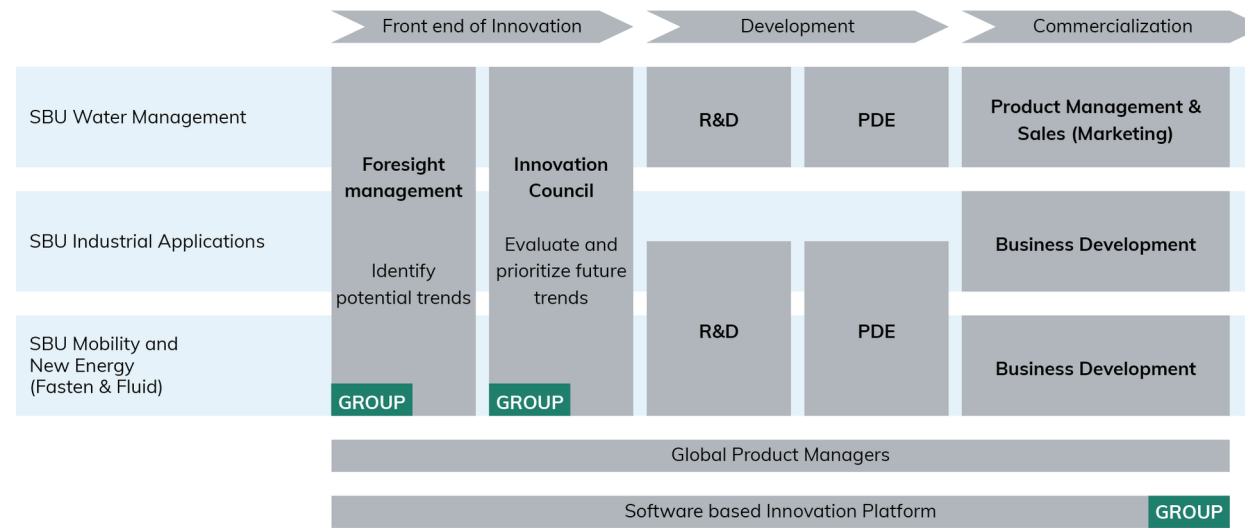 Front end of Innovation
Development
Commercialization
SBU Water Management
Foresight
management
Identify
potential trends
GROUP
Innovation
Council
Evaluate and
prioritize future
trends
GROUP
R&D
PDE
Product Management &
Sales (Marketing)
SBU Industrial Applications
Business Development
SBU Mobility and
New Energy
(Fasten & Fluid)
R&D
PDE
Business Development
Global Product Managers
Software based Innovation Platform
GROUP